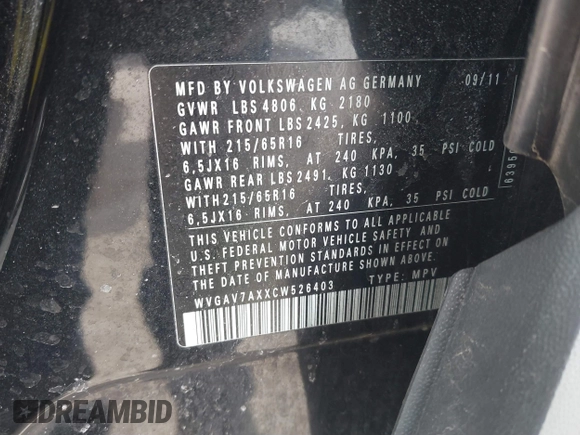 MFD BY VOLKSWAGEN AG GERMANY 09/11
GVWR LBS 4806, KG 2180
GAWR FRONT LBS 2425, KG 1100
WITH 215/65R16 TIRES,
6,5JX16 RIMS, AT 240 KPA, 35 PSI COLD
GAWR REAR LBS 2491, KG 1130
WITH 215/65R16 TIRES,
6,5JX16 RIMS, AT 240 KPA, 35 PSI COLD
THIS VEHICLE CONFORMS TO ALL APPLICABLE
U.S. FEDERAL MOTOR VEHICLE SAFETY AND
THEFT PREVENTION STANDARDS IN EFFECT ON
THE DATE OF MANUFACTURE SHOWN ABOVE.
WVGAV7AXXCW526403 TYPE: MPV
DREAMBID